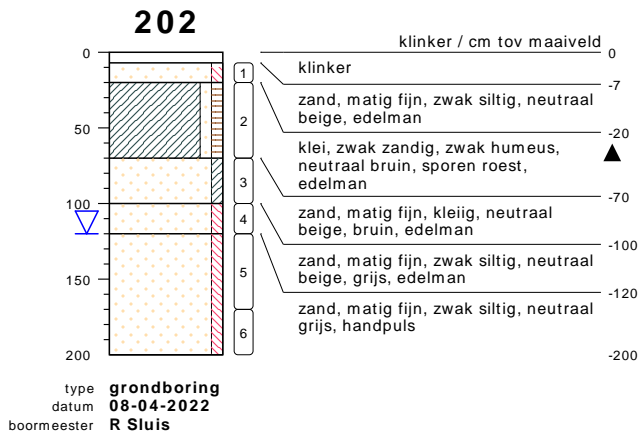 202
klinker / cm tov maaiveld
0
0
klinker
-7
1
zand, matig fijn, zwak siltig, neutraal
beige, edelman
-20
2
50
klei, zwak zandig, zwak humeus,
neutraal bruin, sporen roest,
edelman
-70
3
zand, matig fijn, kleiig, neutraal
beige, bruin, edelman
100
-100
4
zand, matig fijn, zwak siltig, neutraal
beige, grijs, edelman
-120
5
zand, matig fijn, zwak siltig, neutraal
grijs, handpuls
150
6
200
-200
type grondboring
datum 08-04-2022
boormeester R Sluis